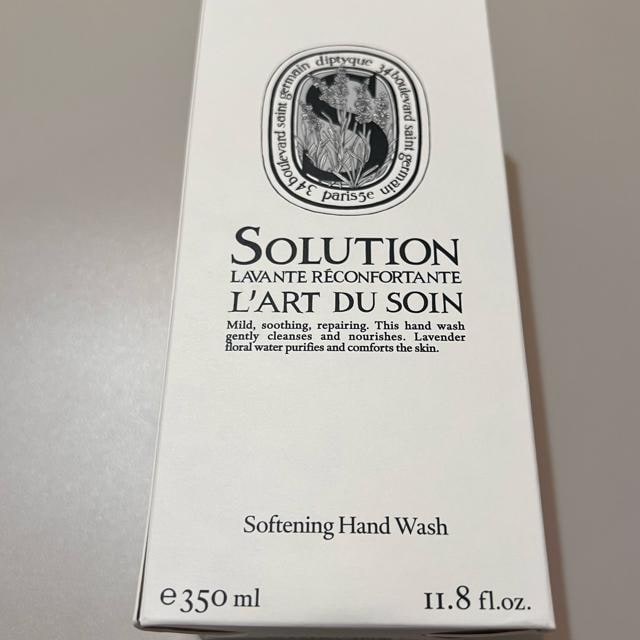 diptyque 34 boulevard saint germain paris5e 34 boulevard saint germain
SOLUTION
LAVANTE RÉCONFORTANTE
L'ART DU SOIN
Mild, soothing, repairing. This hand wash
gently cleanses and nourishes. Lavender
floral water purifies and comforts the skin.
Softening Hand Wash
e350 ml 11.8 fl.oz.